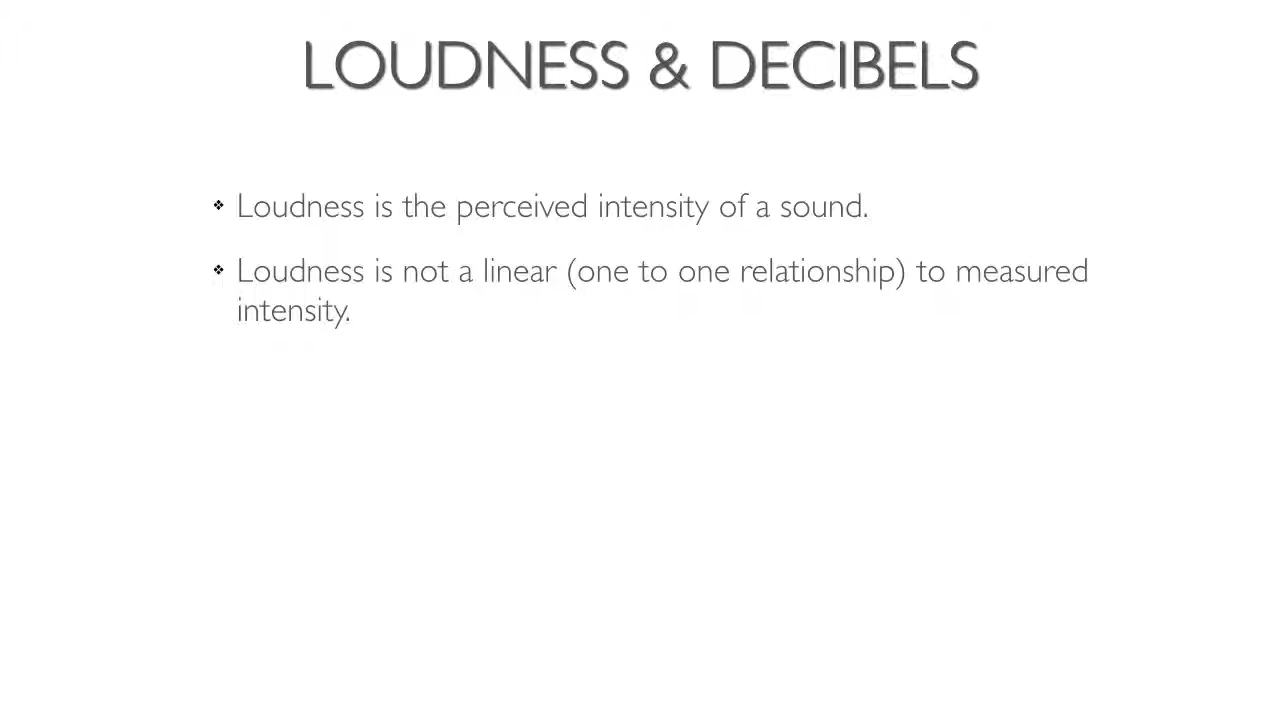 LOUDNESS & DECIBELS
❖ Loudness is the perceived intensity of a sound.
❖ Loudness is not a linear (one to one relationship) to measured
intensity.